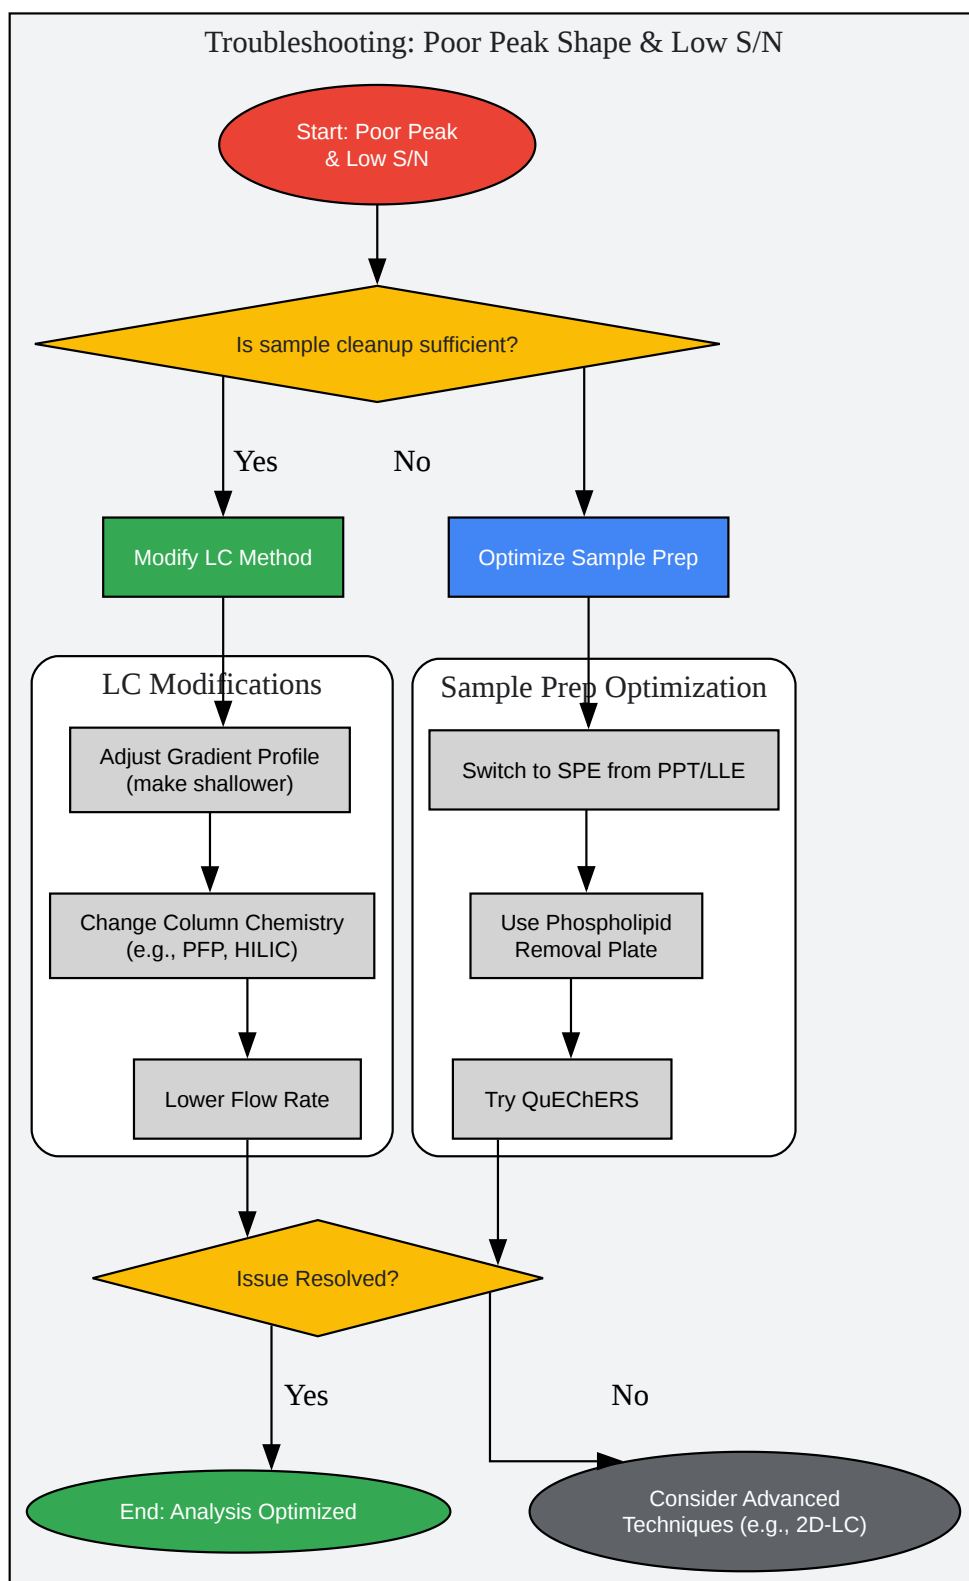 Troubleshooting: Poor Peak Shape & Low S/N
Start: Poor Peak
& Low S/N
Is sample cleanup sufficient?
Yes
No
Modify LC Method
Optimize Sample Prep
LC Modifications
Adjust Gradient Profile
(make shallower)
Change Column Chemistry
(e.g., PFP, HILIC)
Lower Flow Rate
Sample Prep Optimization
Switch to SPE from PPT/LLE
Use Phospholipid
Removal Plate
Try QuEChERS
Issue Resolved?
Yes
No
End: Analysis Optimized
Consider Advanced
Techniques (e.g., 2D-LC)